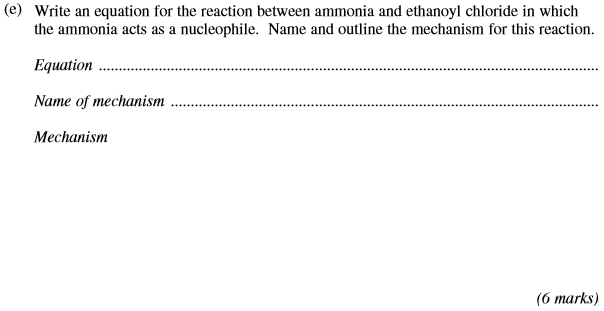 (e) Write an equation for the reaction between ammonia and ethanoyl chloride in which
the ammonia acts as a nucleophile. Name and outline the mechanism for this reaction.
Equation ....................................................................................................
Name of mechanism ....................................................................................
Mechanism
(6 marks)